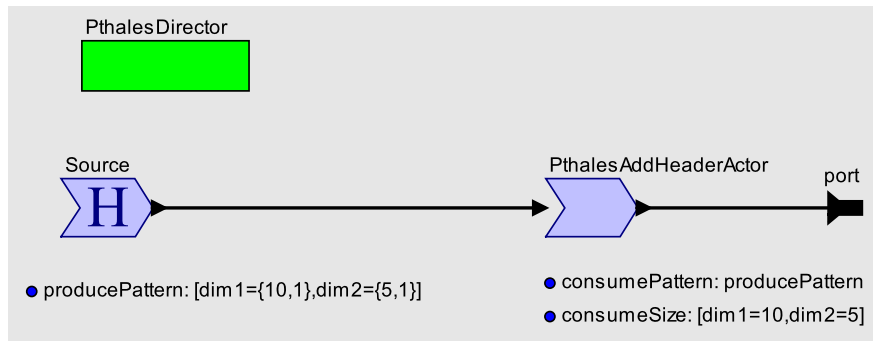 PthalesDirector
Source
PthalesAddHeaderActor
port
H
producePattern: [dim1={10,1},dim2={5,1}]
consumePattern: producePattern
consumeSize: [dim1=10,dim2=5]